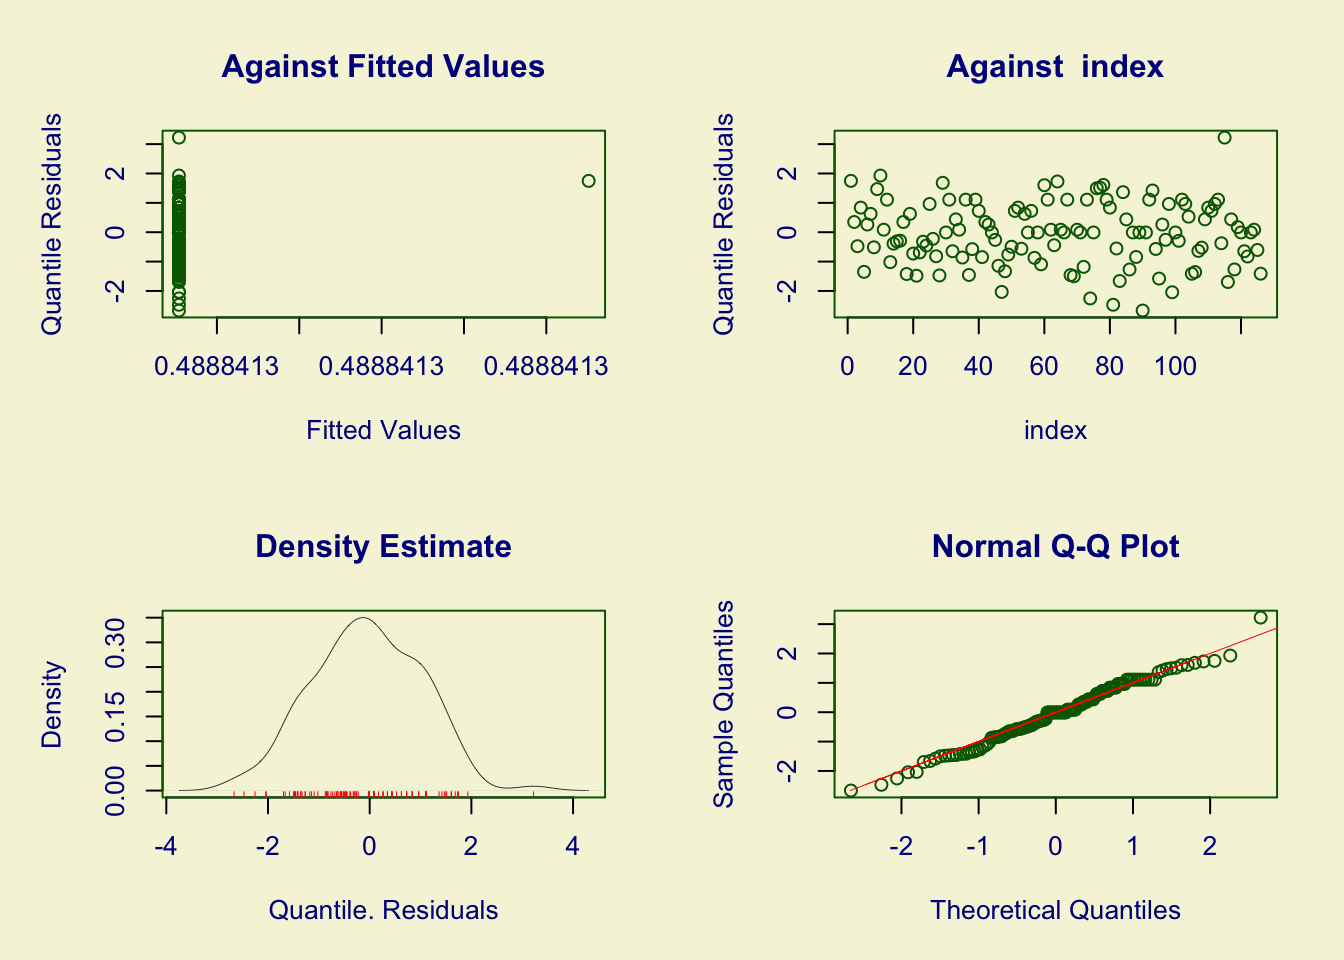 Against Fitted Values
Quantile Residuals
2
0
-2
0.4888413 0.4888413 0.4888413
Fitted Values
Against  index
Quantile Residuals
2
0
-2
0 20 40 60 80 100
index
Density Estimate
Density
0.30
0.15
0.00
-4 -2 0 2 4
Quantile. Residuals
Normal Q-Q Plot
Sample Quantiles
2
0
-2
-2 -1 0 1 2
Theoretical Quantiles